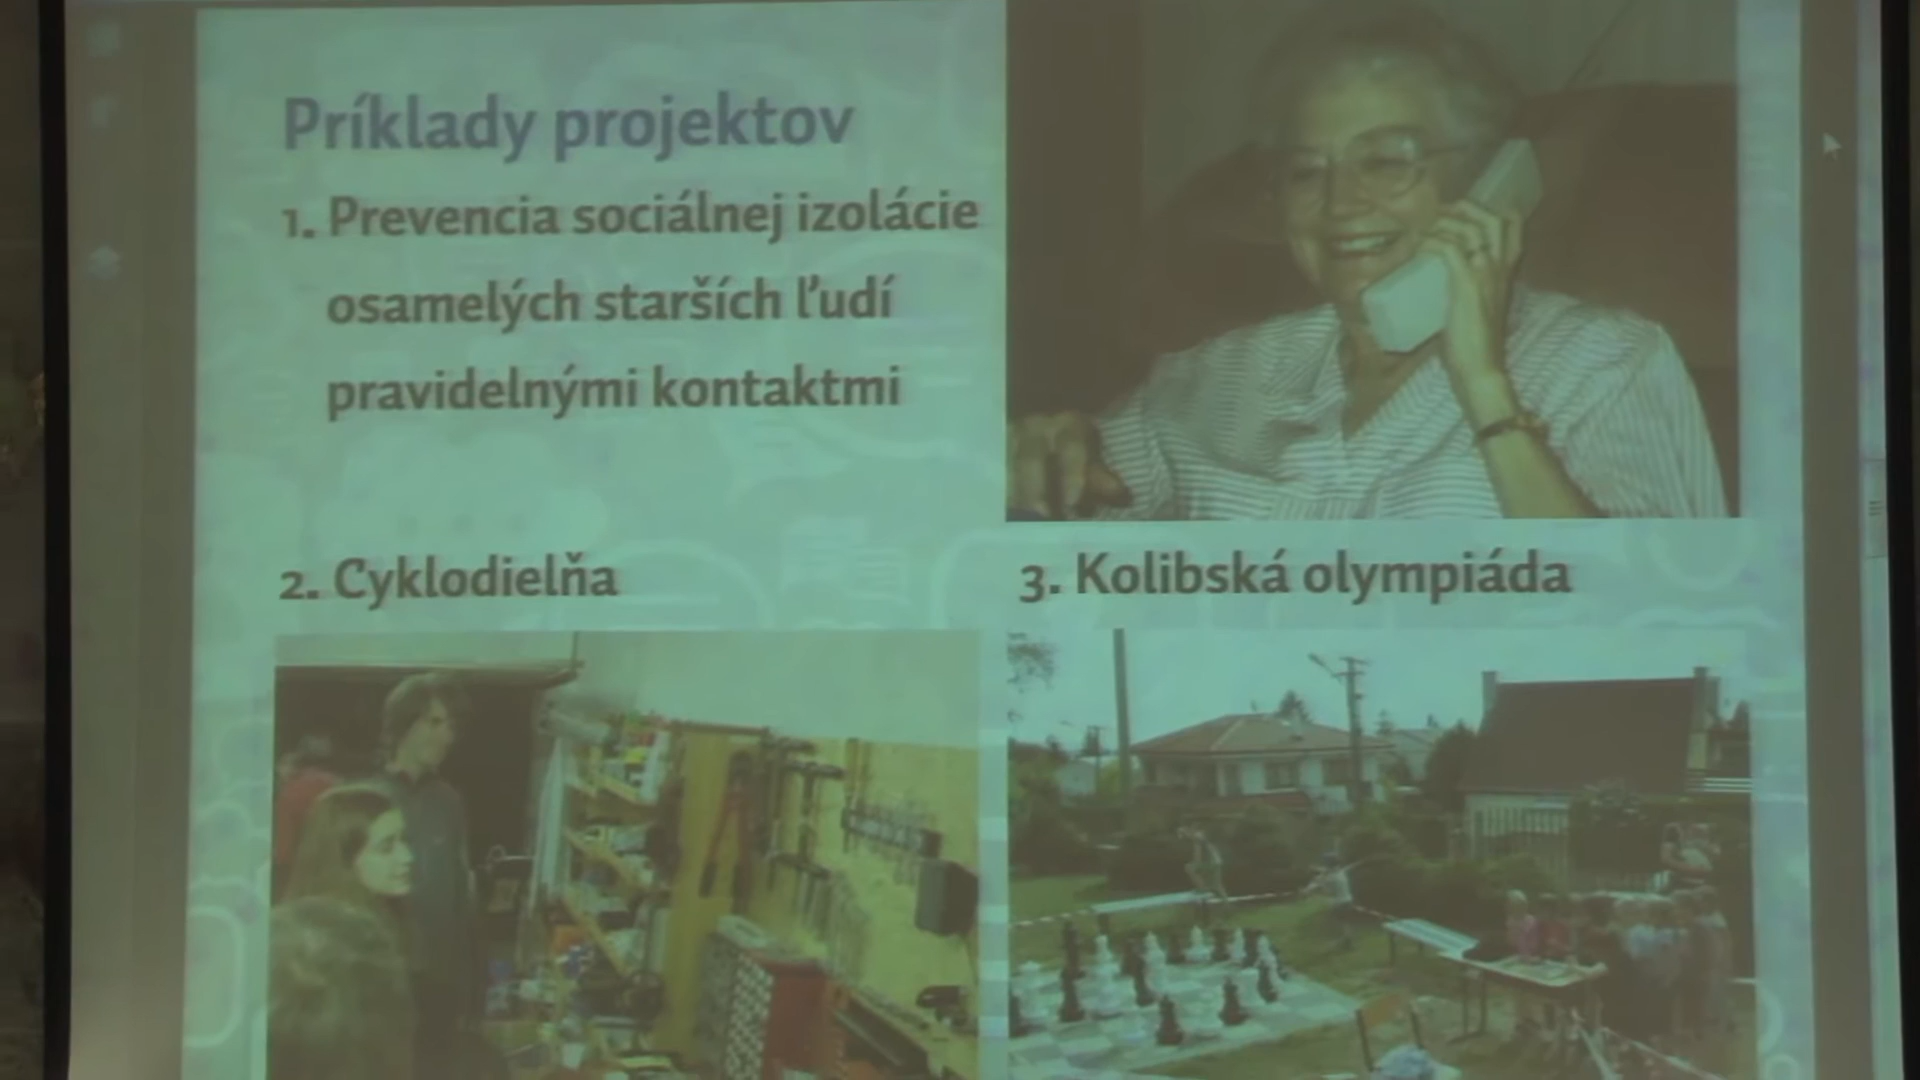 Príklady projektov
1. Prevencia sociálnej izolácie
osamelých starších ľudí
pravidelnými kontaktmi
2. Cyklodielňa
3. Kolibská olympiáda